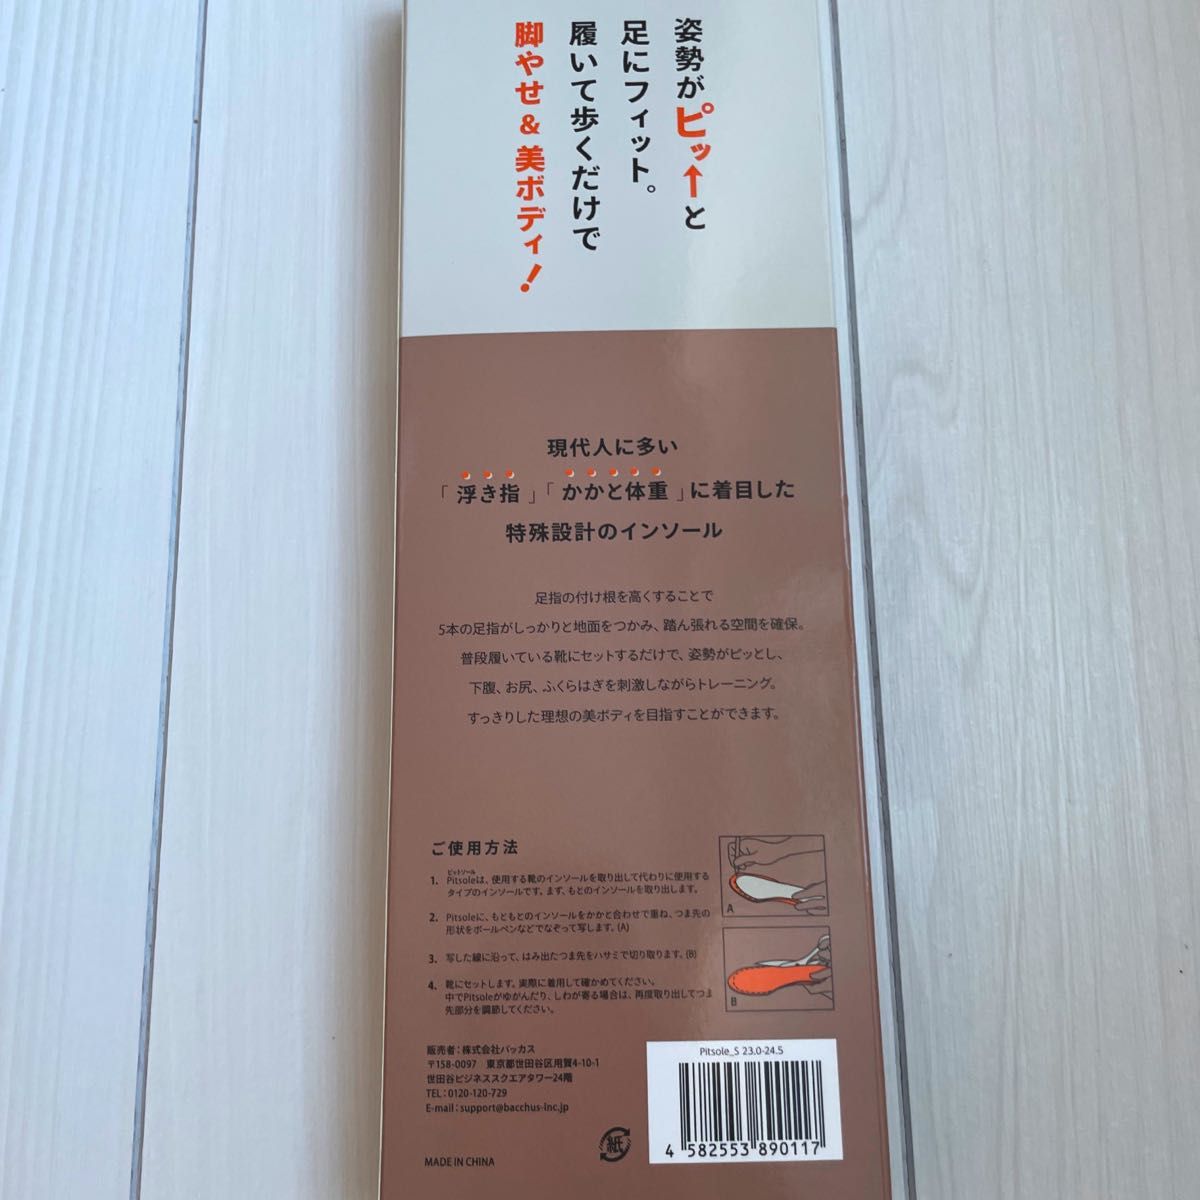 姿勢がピッ↑と
足にフィット。
履いて歩くだけで
脚やせ & 美ボディ!
現代人に多い
「浮き指」「かかと体重」に着目した
特殊設計のインソール
足指の付け根を高くすることで
5本の足指がしっかりと地面をつかみ、踏ん張れる空間を確保。
普段履いている靴にセットするだけで、姿勢がピッとし、
下腹、お尻、ふくらはぎを刺激しながらトレーニング。
すっきりした理想の美ボディを目指すことができます。
ご使用方法
ピットソール
1. Pitsoleは、使用する靴のインソールを取り出して代わりに使用する
タイプのインソールです。まず、もとのインソールを取り出します。
2. Pitsoleに、もともとのインソールをかかと合わせで重ね、つま先の
形状をボールペンなどでなぞって写します。(A)
3. 写した線に沿って、はみ出たつま先をハサミで切り取ります。(B)
4. 靴にセットします。実際に着用して確かめてください。
中でPitsoleがゆがんだり、しわが寄る場合は、再度取り出してつま
先部分を調節してください。
A
B
販売者:株式会社バッカス
〒158-0097 東京都世田谷区用賀4-10-1
世田谷ビジネススクエアタワー24階
TEL:0120-120-729
E-mail:support@bacchus-inc.jp
MADE IN CHINA
紙
Pitsole_S 23.0-24.5
4 582553 890117